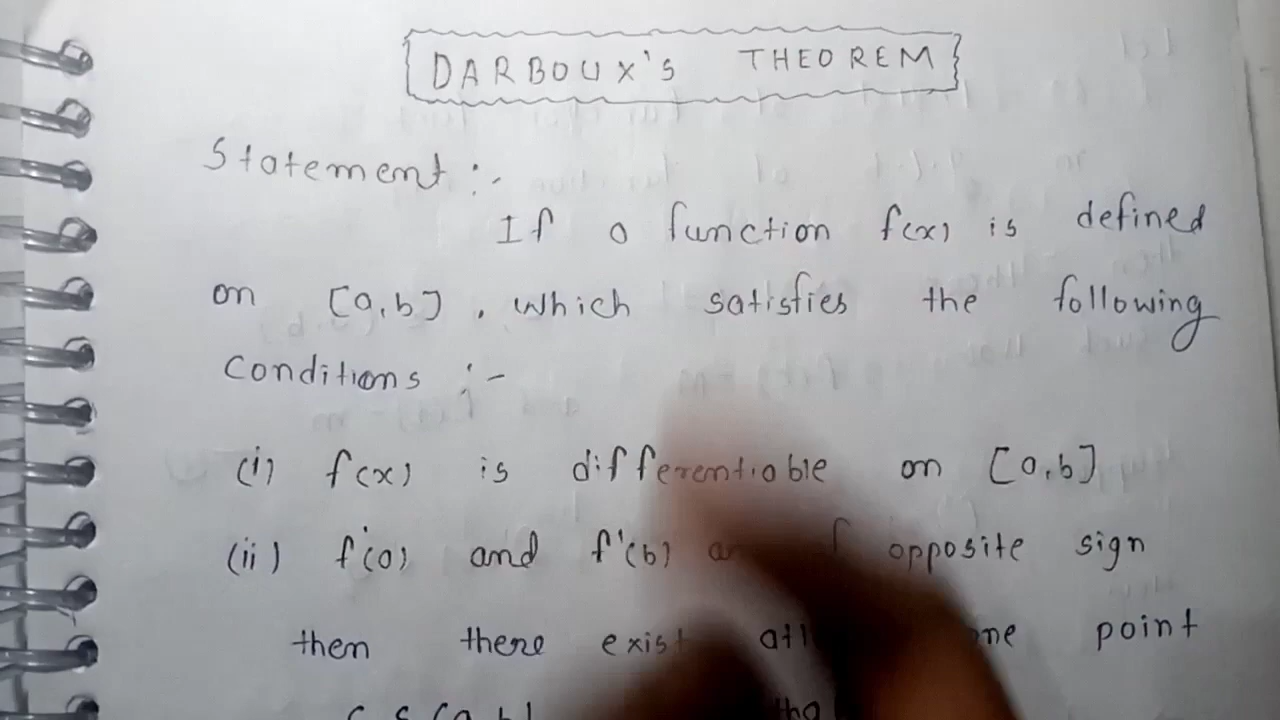 DARBOUX's THEOREM
Statement :-
If a function f(x) is defined
on [a,b], which satisfies the following
Conditions :-
(i) f(x) is differentiable on [a,b]
(ii) f'(a) and f'(b) of opposite sign
then there exist point